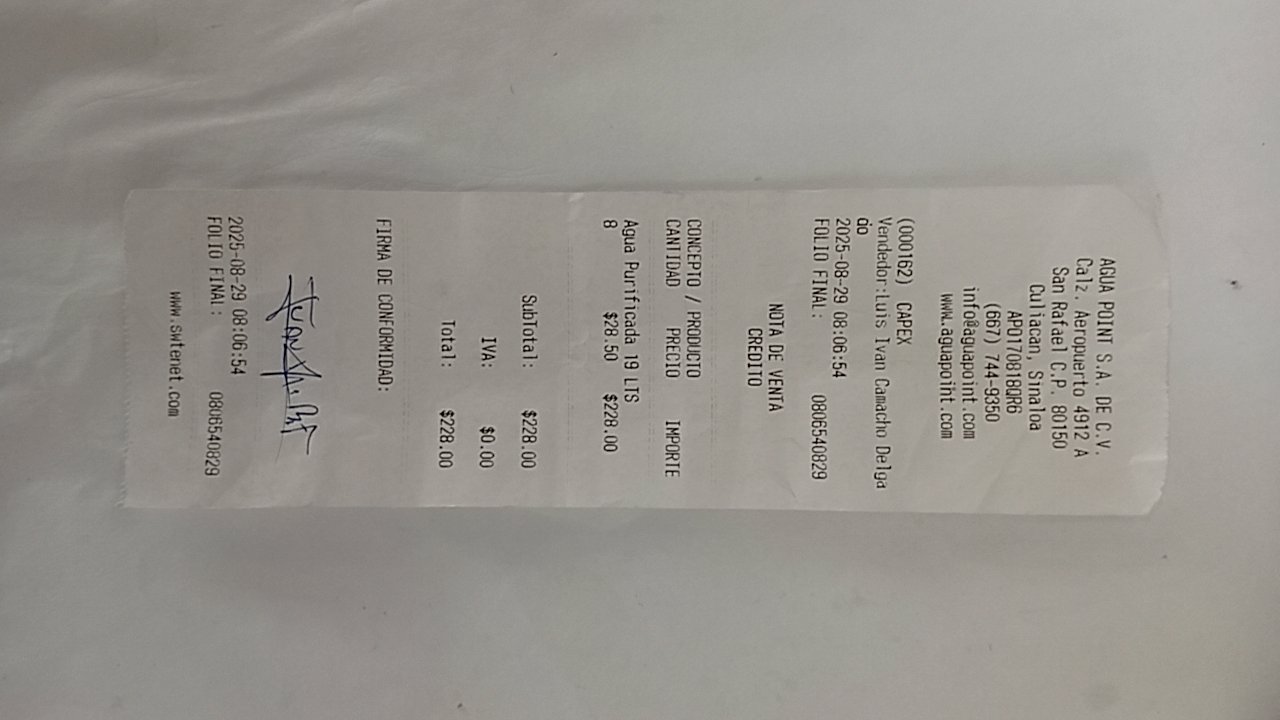 AGUA POINT S.A. DE C.V.
Calz. Aeropuerto 4912 A
San Rafael C.P. 80150
Culiacan, Sinaloa
APO170818QR6
(667) 744-9350
info@aguapoint.com
www.aguapoint.com
(000162) CAPEX
Vendedor:Luis Ivan Camacho Delga
do
2025-08-29 08:06:54
FOLIO FINAL: 0806540829
NOTA DE VENTA
CREDITO
CONCEPTO / PRODUCTO
CANTIDAD PRECIO IMPORTE
Agua Purificada 19 LTS
8 $28.50 $228.00
SubTotal: $228.00
IVA: $0.00
Total: $228.00
FIRMA DE CONFORMIDAD:
2025-08-29 08:06:54
FOLIO FINAL: 0806540829
www.swtenet.com